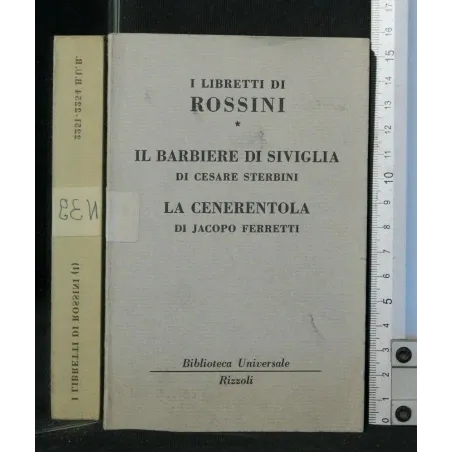 I LIBRETTI DI
ROSSINI
*
IL BARBIERE DI SIVIGLIA
DI CESARE STERBINI
LA CENERENTOLA
DI JACOPO FERRETTI
Biblioteca Universale
Rizzoli
I LIBRETTI DI ROSSINI (I)
B.U.R.